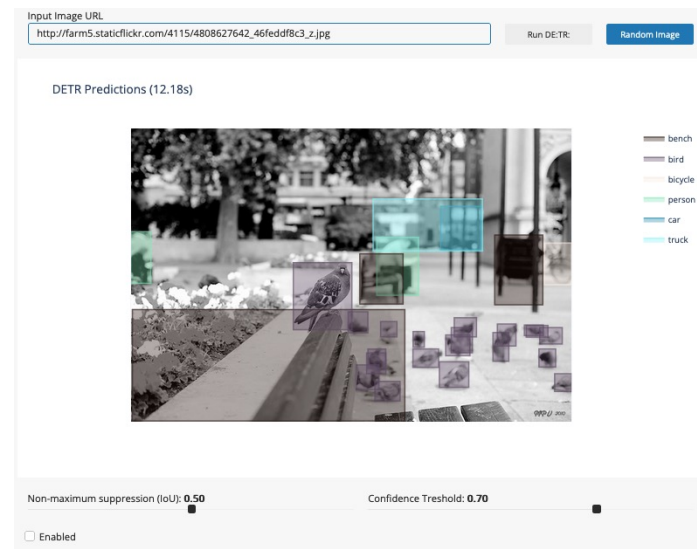 Input Image URL
http://farm5.staticflickr.com/4115/4808627642_46feddf8c3_z.jpg
Run DE:TR:
Random Image
DETR Predictions (12.18s)
bench
bird
bicycle
person
car
truck
Non-maximum suppression (IoU): 0.50
Confidence Treshold: 0.70
Enabled